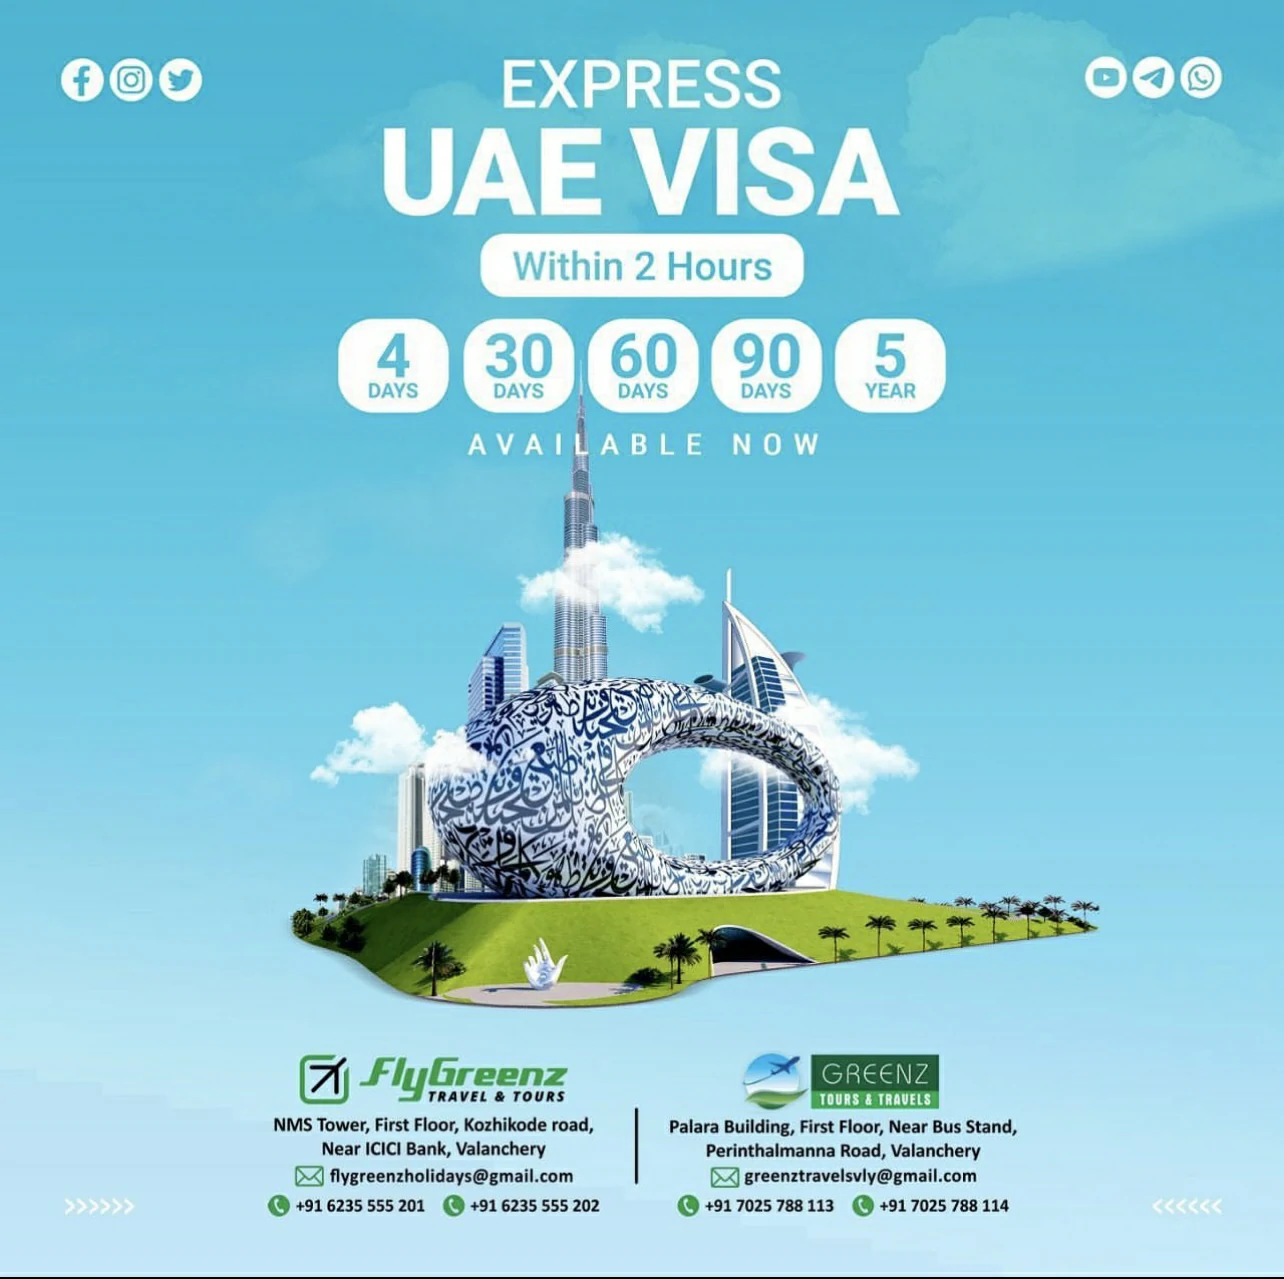 EXPRESS
UAE VISA
Within 2 Hours
4 DAYS
30 DAYS
60 DAYS
90 DAYS
5 YEAR
AVAILABLE NOW
FlyGreenz
TRAVEL & TOURS
NMS Tower, First Floor, Kozhikode road,
Near ICICI Bank, Valanchery
flygreenzholidays@gmail.com
+91 6235 555 201 +91 6235 555 202
GREENZ
TOURS & TRAVELS
Palara Building, First Floor, Near Bus Stand,
Perinthalmanna Road, Valanchery
greenztravelsvly@gmail.com
+91 7025 788 113 +91 7025 788 114